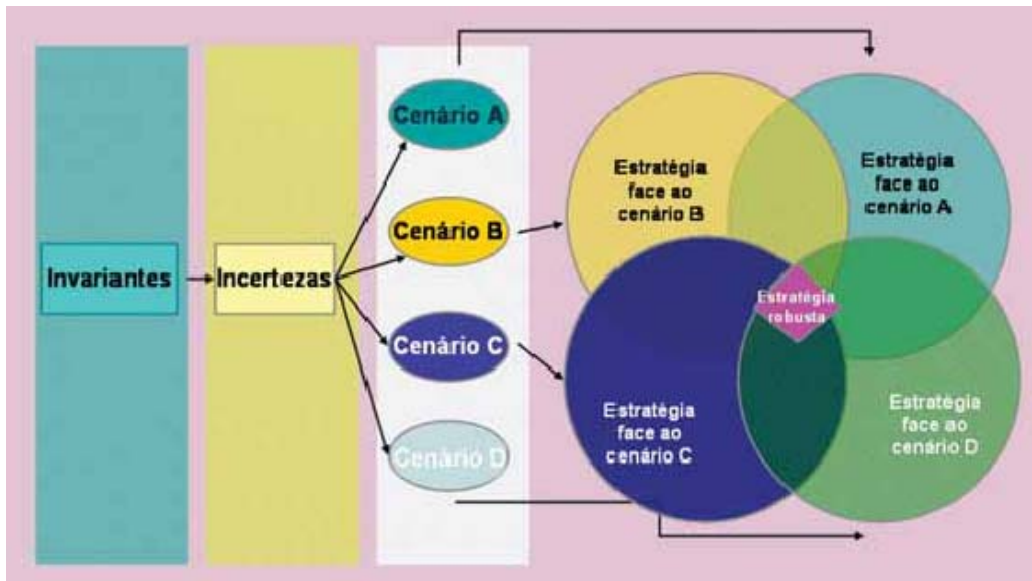 Invariantes
Incertezas
Cenário A
Cenário B
Cenário C
Cenário D
Estratégia
face ao
cenário B
Estratégia
face ao
cenário A
Estratégia
robusta
Estratégia
face ao
cenário C
Estratégia
face ao
cenário D